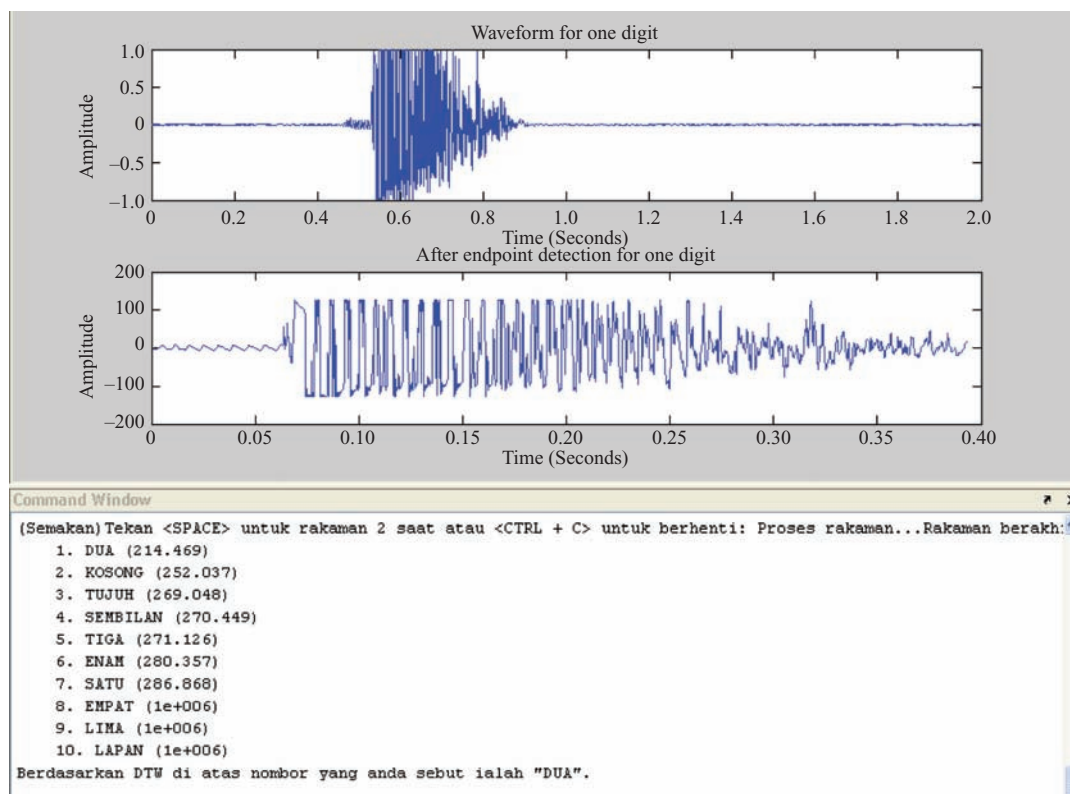 Waveform for one digit
1.0
0.5
0
–0.5
–1.0
Amplitude
0 0.2 0.4 0.6 0.8 1.0 1.2 1.4 1.6 1.8 2.0
Time (Seconds)
After endpoint detection for one digit
200
100
0
–100
–200
Amplitude
0 0.05 0.10 0.15 0.20 0.25 0.30 0.35 0.40
Time (Seconds)
Command Window
(Semakan)Tekan <SPACE> untuk rakaman 2 saat atau <CTRL + C> untuk berhenti: Proses rakaman...Rakaman berakhi
1. DUA (214.469)
2. KOSONG (252.037)
3. TUJUH (269.048)
4. SEMBILAN (270.449)
5. TIGA (271.126)
6. ENAM (280.357)
7. SATU (286.868)
8. EMPAT (1e+006)
9. LIMA (1e+006)
10. LAPAN (1e+006)
Berdasarkan DTW di atas nombor yang anda sebut ialah "DUA".